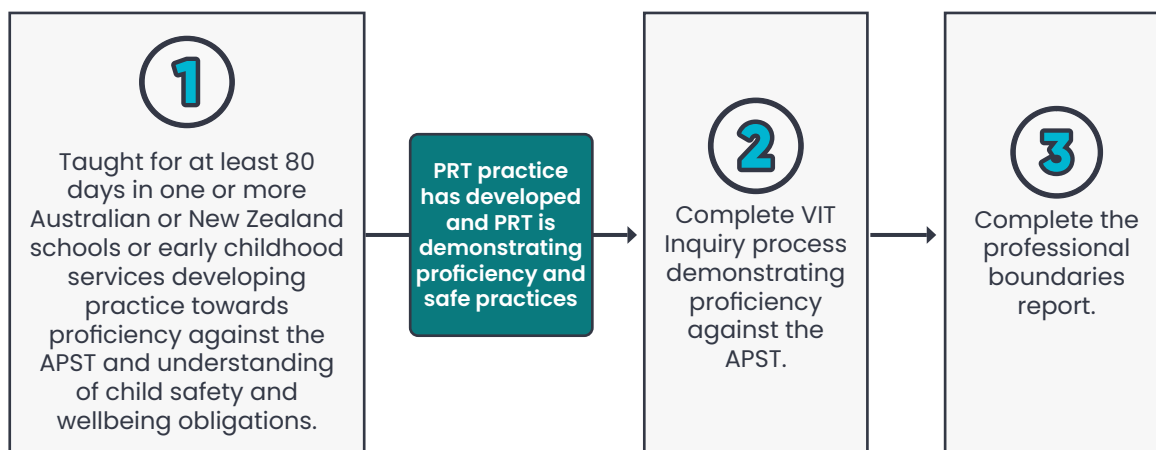 1
Taught for at least 80
days in one or more
Australian or New Zealand
schools or early childhood
services developing
practice towards
proficiency against the
APST and understanding
of child safety and
wellbeing obligations.
PRT practice
has developed
and PRT is
demonstrating
proficiency and
safe practices
2
Complete VIT
Inquiry process
demonstrating
proficiency
against the
APST.
3
Complete the
professional
boundaries
report.